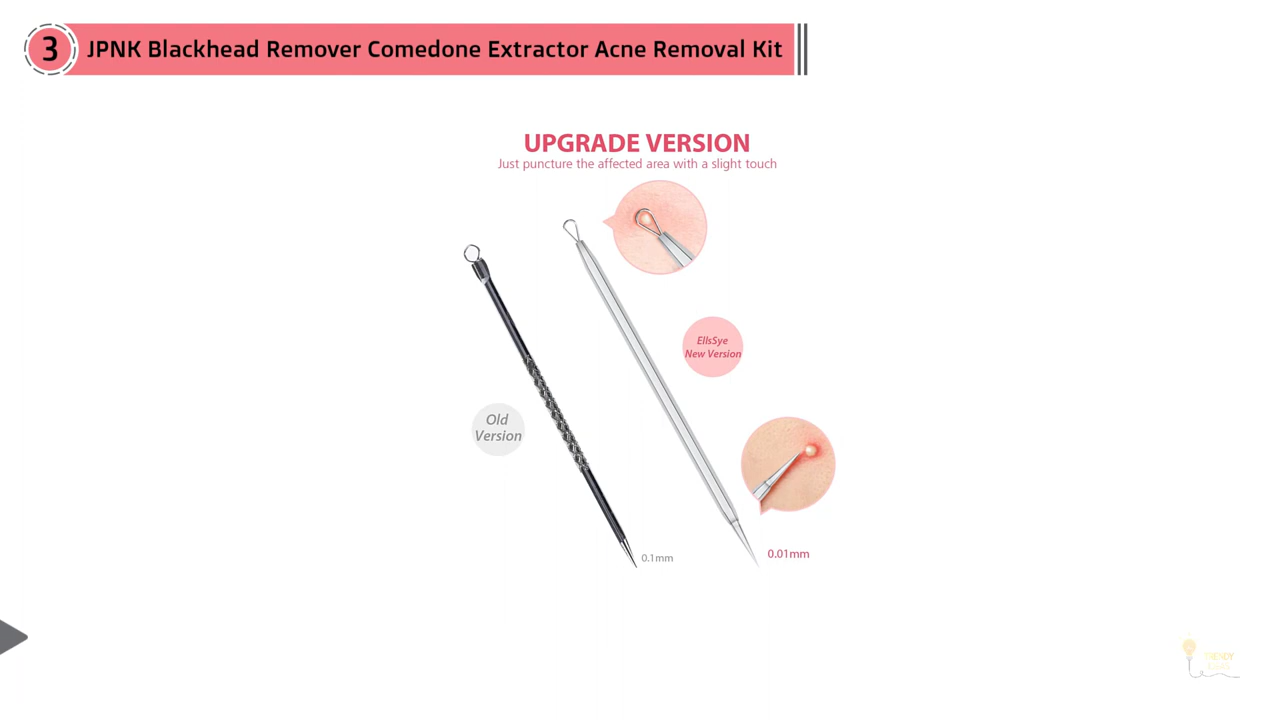 3
JPNK Blackhead Remover Comedone Extractor Acne Removal Kit
UPGRADE VERSION
Just puncture the affected area with a slight touch
EllsSye
New Version
Old
Version
0.1mm
0.01mm